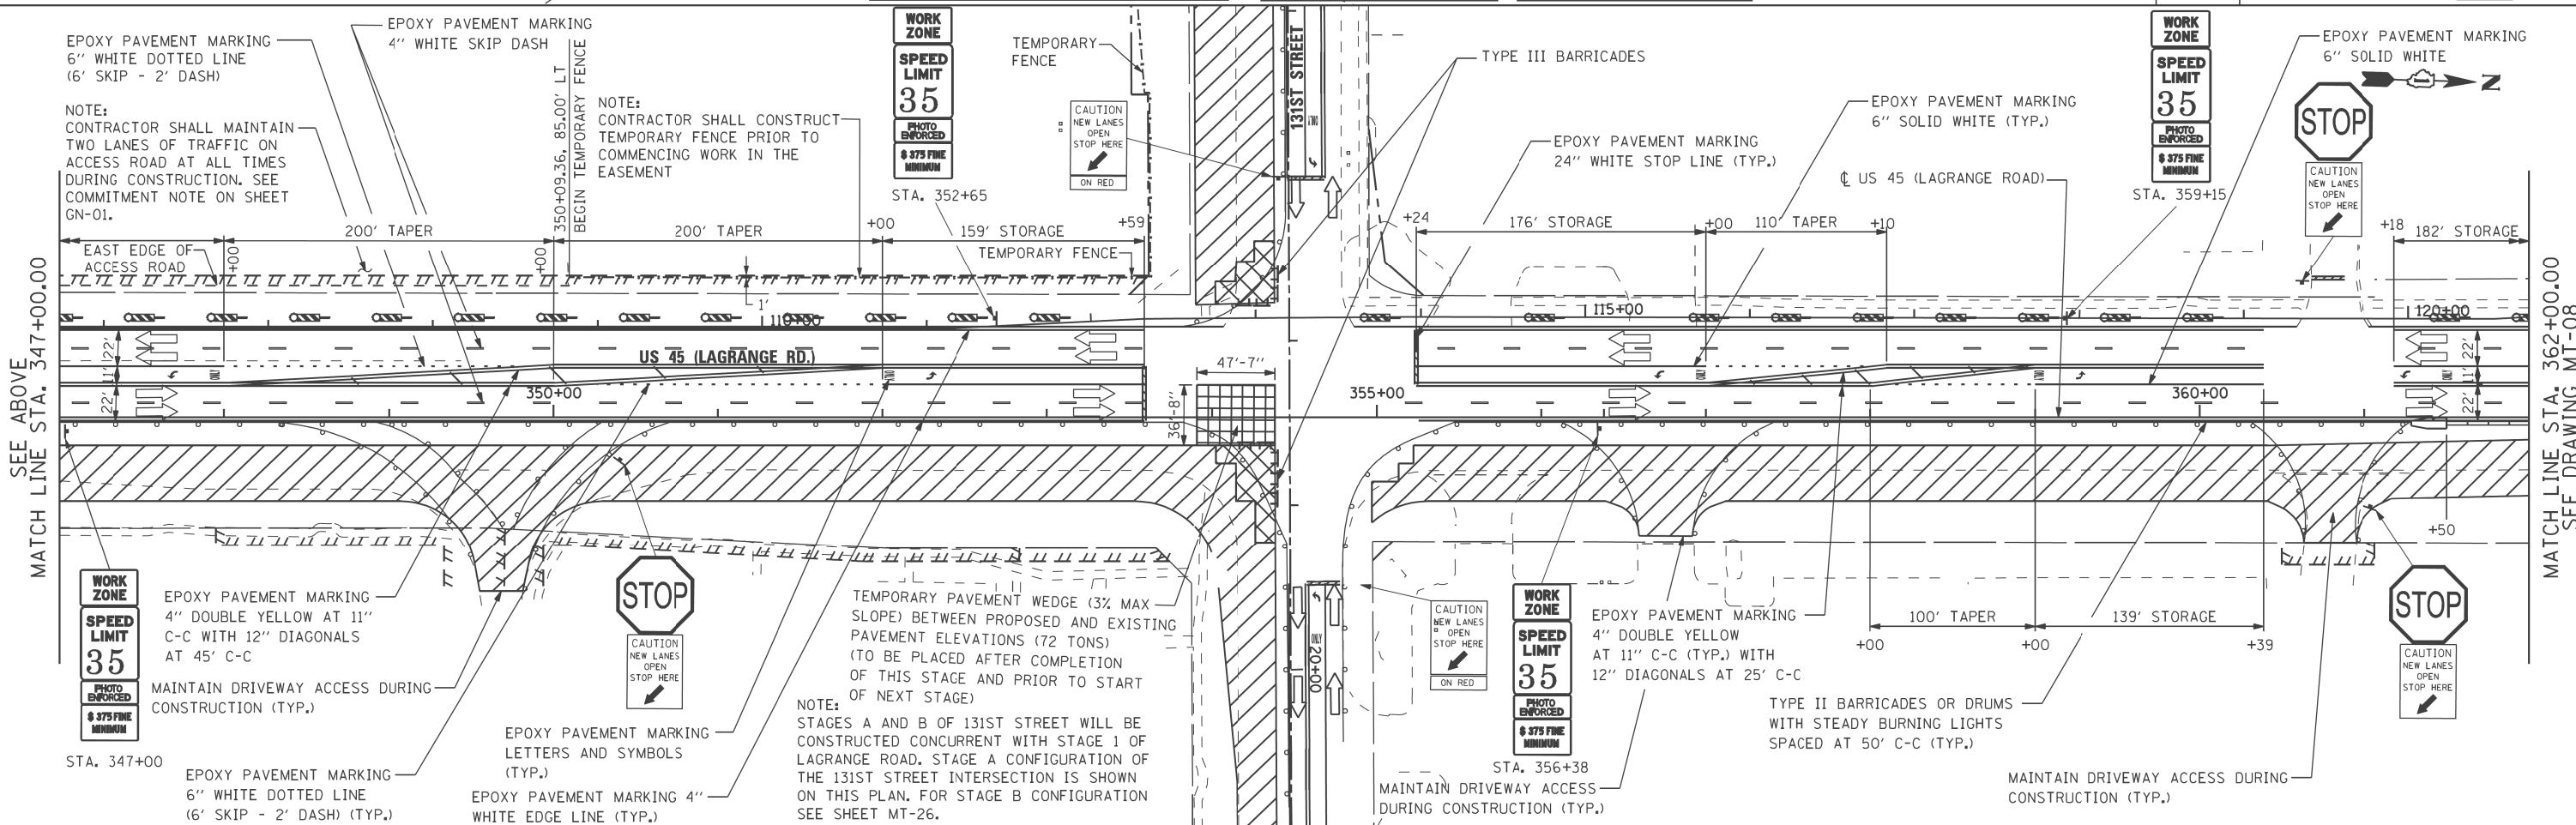 EPOXY PAVEMENT MARKING
6" WHITE DOTTED LINE
(6' SKIP - 2' DASH)
NOTE:
CONTRACTOR SHALL MAINTAIN
TWO LANES OF TRAFFIC ON
ACCESS ROAD AT ALL TIMES
DURING CONSTRUCTION. SEE
COMMITMENT NOTE ON SHEET
GN-01.
EPOXY PAVEMENT MARKING
4" WHITE SKIP DASH
350+09.36, 85.00' LT
BEGIN TEMPORARY FENCE
NOTE:
CONTRACTOR SHALL CONSTRUCT
TEMPORARY FENCE PRIOR TO
COMMENCING WORK IN THE
EASEMENT
WORK
ZONE
SPEED
LIMIT
35
PHOTO
ENFORCED
$ 375 FINE
MINIMUM
STA. 352+65
TEMPORARY
FENCE
CAUTION
NEW LANES
OPEN
STOP HERE
ON RED
131ST STREET
TYPE III BARRICADES
EPOXY PAVEMENT MARKING
24" WHITE STOP LINE (TYP.)
EPOXY PAVEMENT MARKING
6" SOLID WHITE (TYP.)
℄ US 45 (LAGRANGE ROAD)
WORK
ZONE
SPEED
LIMIT
35
PHOTO
ENFORCED
$ 375 FINE
MINIMUM
STA. 359+15
EPOXY PAVEMENT MARKING
6" SOLID WHITE
N
STOP
CAUTION
NEW LANES
OPEN
STOP HERE
200' TAPER
200' TAPER
+00
159' STORAGE
+59
+24
176' STORAGE
+00
110' TAPER
+10
+18
182' STORAGE
EAST EDGE OF
ACCESS ROAD
+00
+00
TEMPORARY FENCE
1'
110+00
115+00
120+00
SEE ABOVE
MATCH LINE STA. 347+00.00
22'
11'
22'
US 45 (LAGRANGE RD.)
ONLY
ONLY
ONLY
350+00
47'-7"
36'-8"
355+00
360+00
22'
11'
22'
MATCH LINE STA. 362+00.00
SEE DRAWING MT-08
+50
WORK
ZONE
SPEED
LIMIT
35
PHOTO
ENFORCED
$ 375 FINE
MINIMUM
STA. 347+00
EPOXY PAVEMENT MARKING
4" DOUBLE YELLOW AT 11"
C-C WITH 12" DIAGONALS
AT 45' C-C
MAINTAIN DRIVEWAY ACCESS DURING
CONSTRUCTION (TYP.)
EPOXY PAVEMENT MARKING
6" WHITE DOTTED LINE
(6' SKIP - 2' DASH) (TYP.)
STOP
CAUTION
NEW LANES
OPEN
STOP HERE
EPOXY PAVEMENT MARKING
LETTERS AND SYMBOLS
(TYP.)
EPOXY PAVEMENT MARKING 4"
WHITE EDGE LINE (TYP.)
TEMPORARY PAVEMENT WEDGE (3% MAX
SLOPE) BETWEEN PROPOSED AND EXISTING
PAVEMENT ELEVATIONS (72 TONS)
(TO BE PLACED AFTER COMPLETION
OF THIS STAGE AND PRIOR TO START
OF NEXT STAGE)
NOTE:
STAGES A AND B OF 131ST STREET WILL BE
CONSTRUCTED CONCURRENT WITH STAGE 1 OF
LAGRANGE ROAD. STAGE A CONFIGURATION OF
THE 131ST STREET INTERSECTION IS SHOWN
ON THIS PLAN. FOR STAGE B CONFIGURATION
SEE SHEET MT-26.
ONLY
20+00
CAUTION
NEW LANES
OPEN
STOP HERE
ON RED
WORK
ZONE
SPEED
LIMIT
35
PHOTO
ENFORCED
$ 375 FINE
MINIMUM
STA. 356+38
MAINTAIN DRIVEWAY ACCESS
DURING CONSTRUCTION (TYP.)
EPOXY PAVEMENT MARKING
4" DOUBLE YELLOW
AT 11" C-C (TYP.) WITH
12" DIAGONALS AT 25' C-C
100' TAPER
139' STORAGE
+00
+00
+39
TYPE II BARRICADES OR DRUMS
WITH STEADY BURNING LIGHTS
SPACED AT 50' C-C (TYP.)
MAINTAIN DRIVEWAY ACCESS DURING
CONSTRUCTION (TYP.)
STOP
CAUTION
NEW LANES
OPEN
STOP HERE